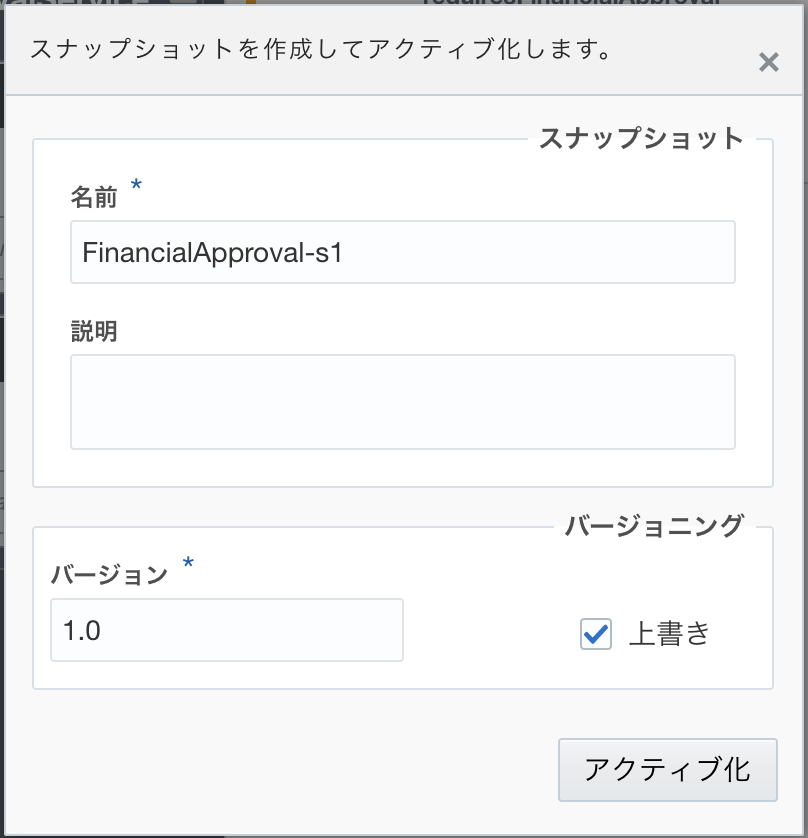 requiresFinancialApproval
スナップショットを作成してアクティブ化します。
×
スナップショット
名前 *
FinancialApproval-s1
説明
バージョニング
バージョン *
1.0
上書き
アクティブ化